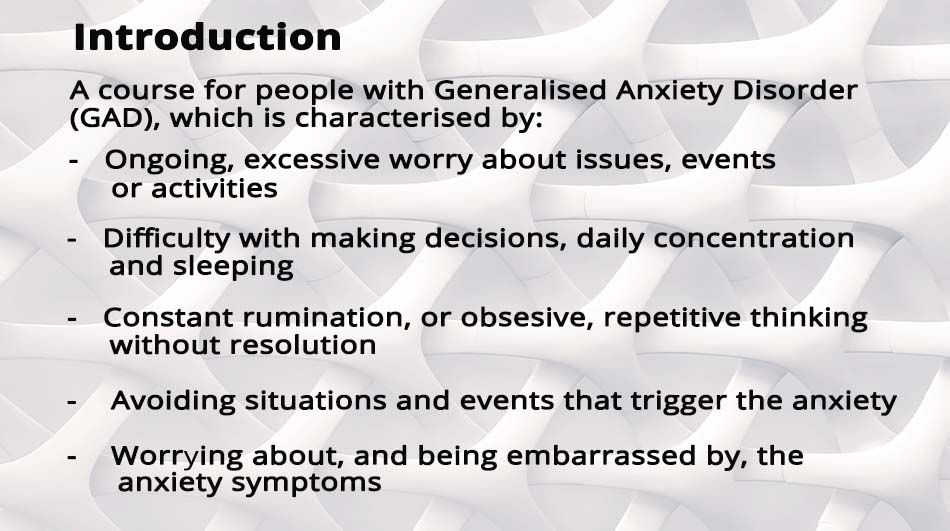 Introduction
A course for people with Generalised Anxiety Disorder
(GAD), which is characterised by:
- Ongoing, excessive worry about issues, events
or activities
- Difficulty with making decisions, daily concentration
and sleeping
- Constant rumination, or obsesive, repetitive thinking
without resolution
- Avoiding situations and events that trigger the anxiety
- Worrying about, and being embarrassed by, the
anxiety symptoms